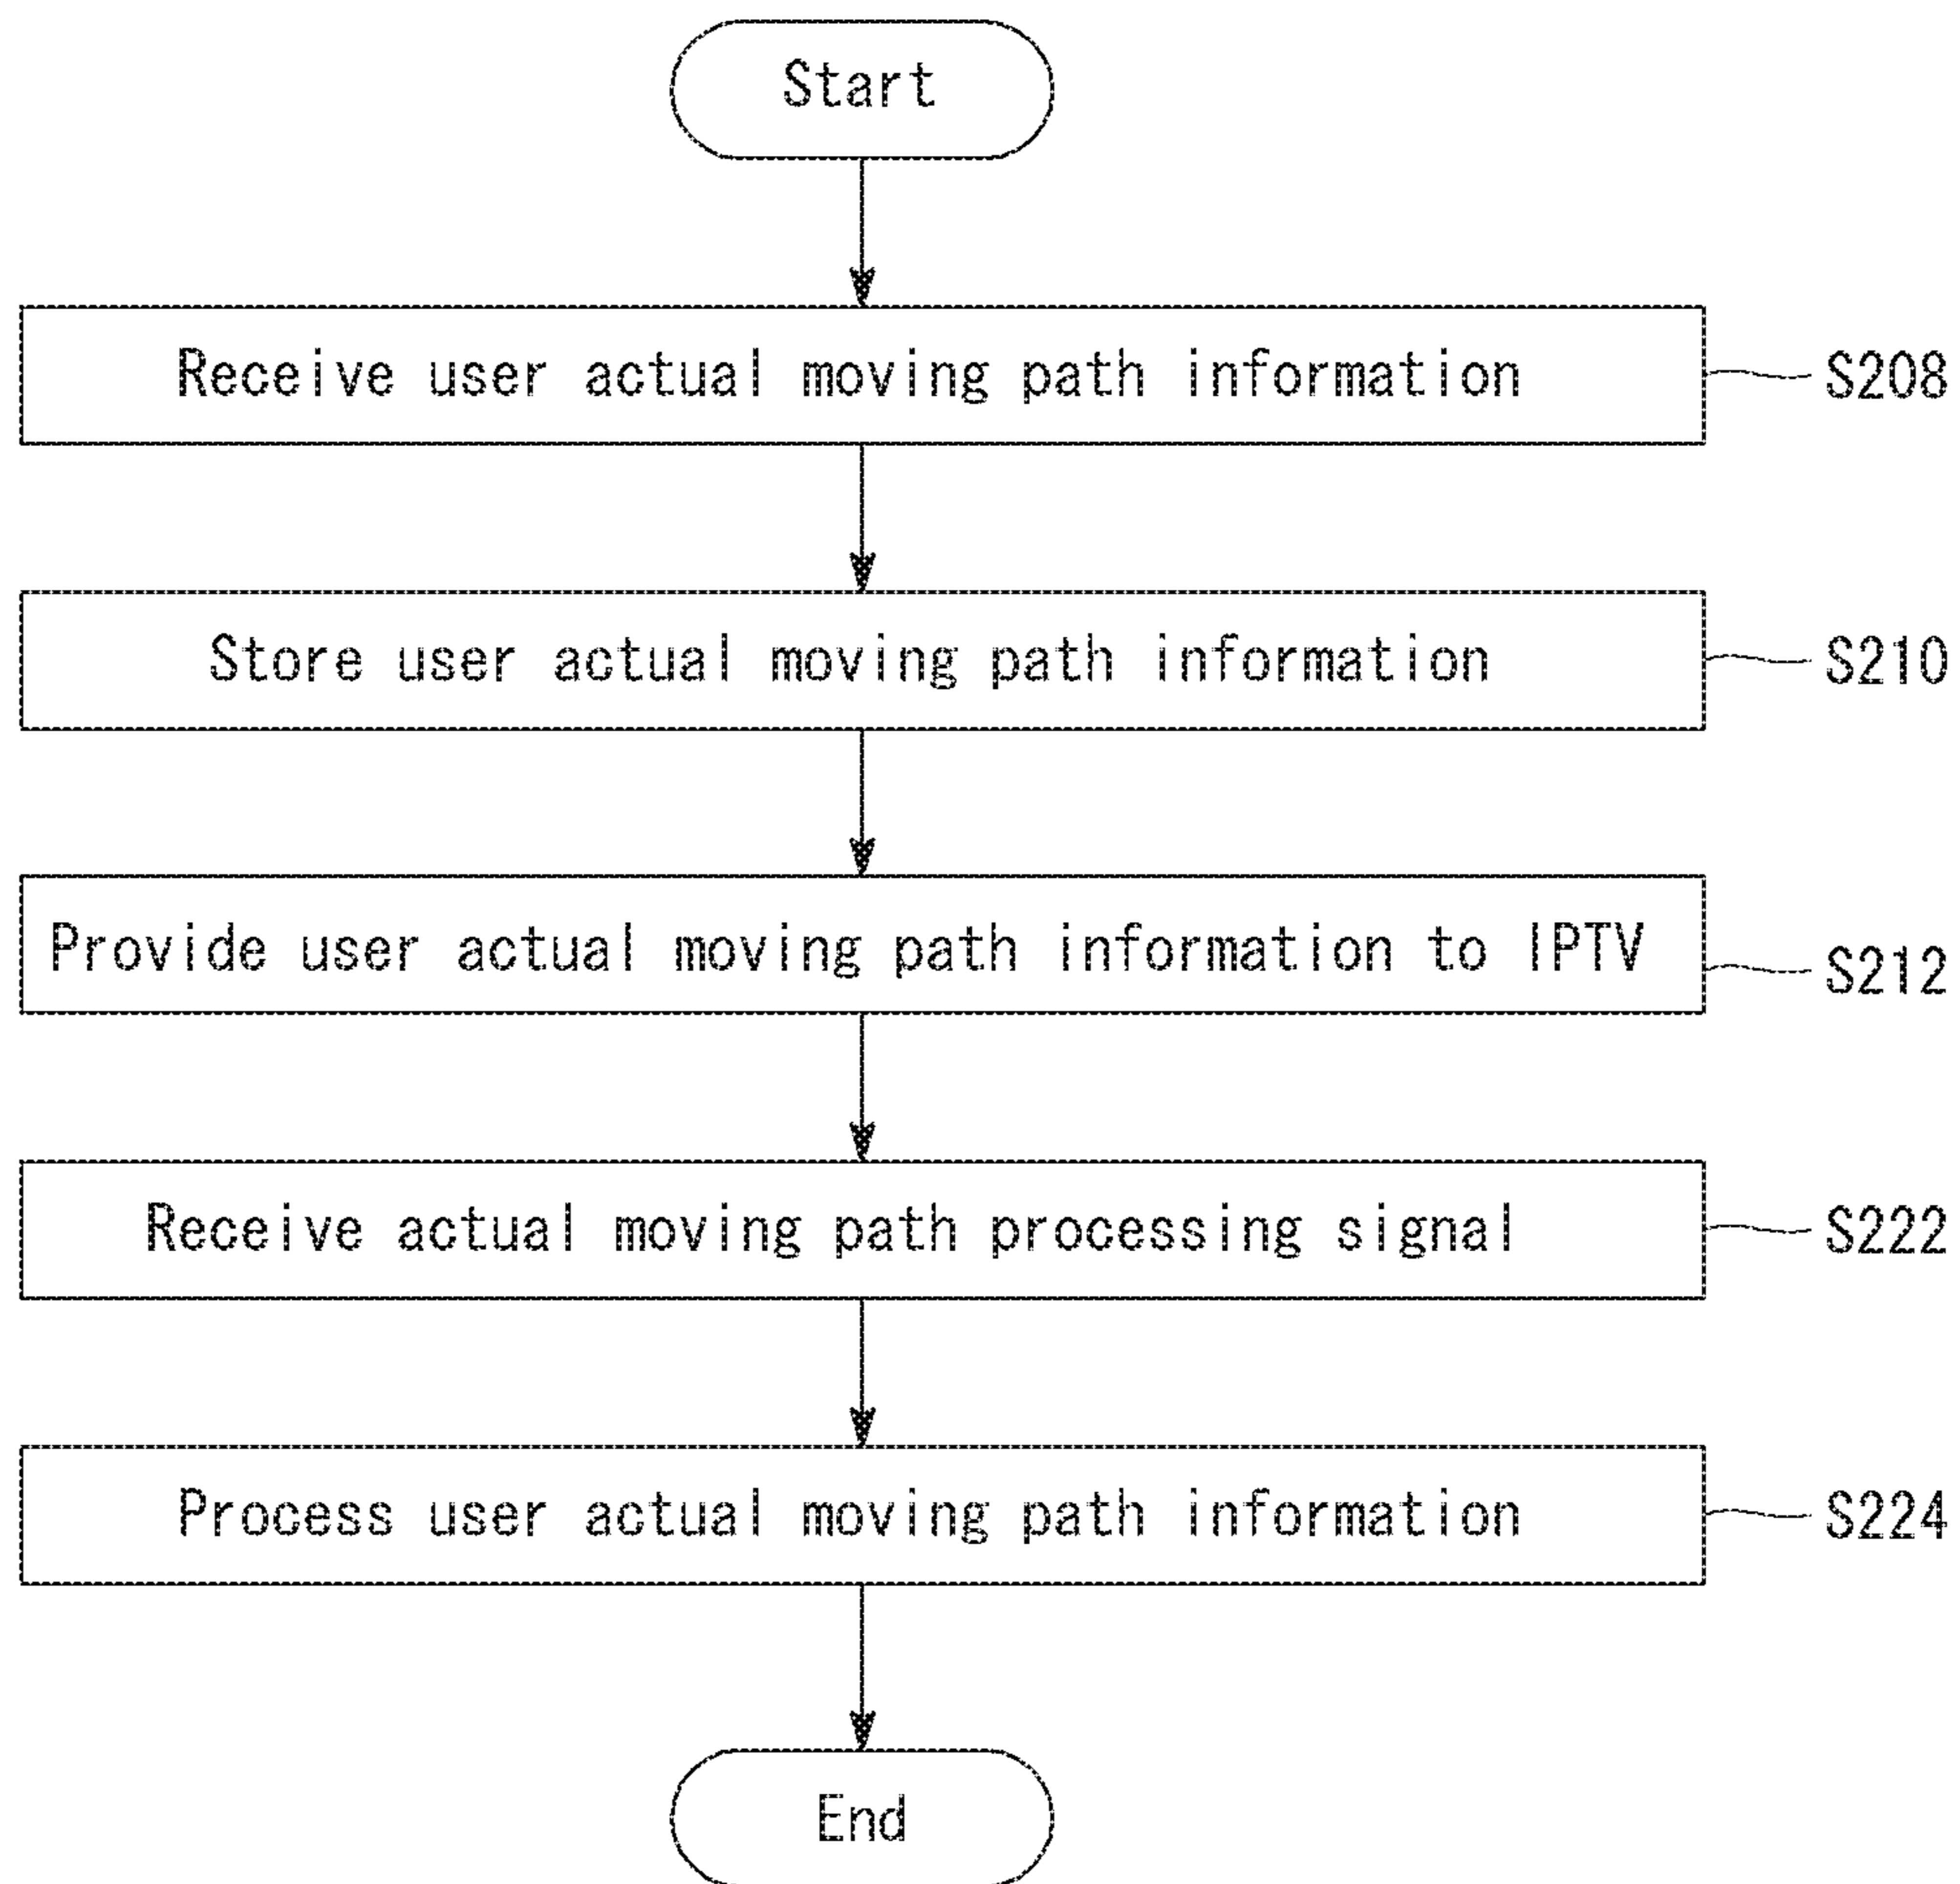 Start
Receive user actual moving path information
S208
Store user actual moving path information
S210
Provide user actual moving path information to IPTV
S212
Receive actual moving path processing signal
S222
Process user actual moving path information
S224
End